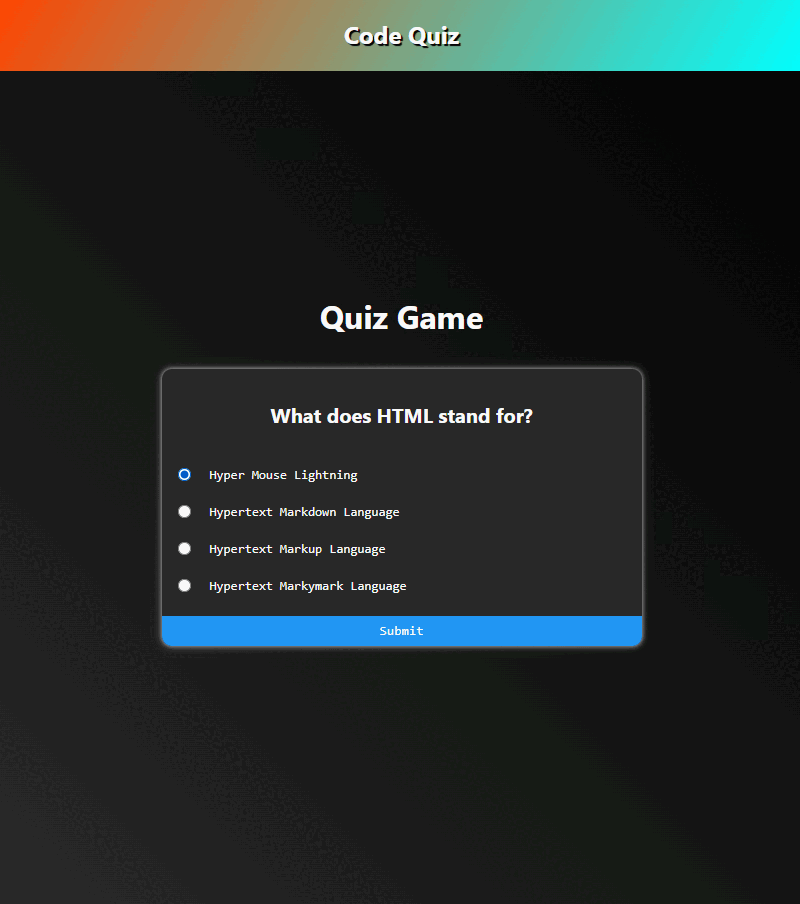 Code Quiz
Quiz Game
What does HTML stand for?
Hyper Mouse Lightning
Hypertext Markdown Language
Hypertext Markup Language
Hypertext Markymark Language
Submit